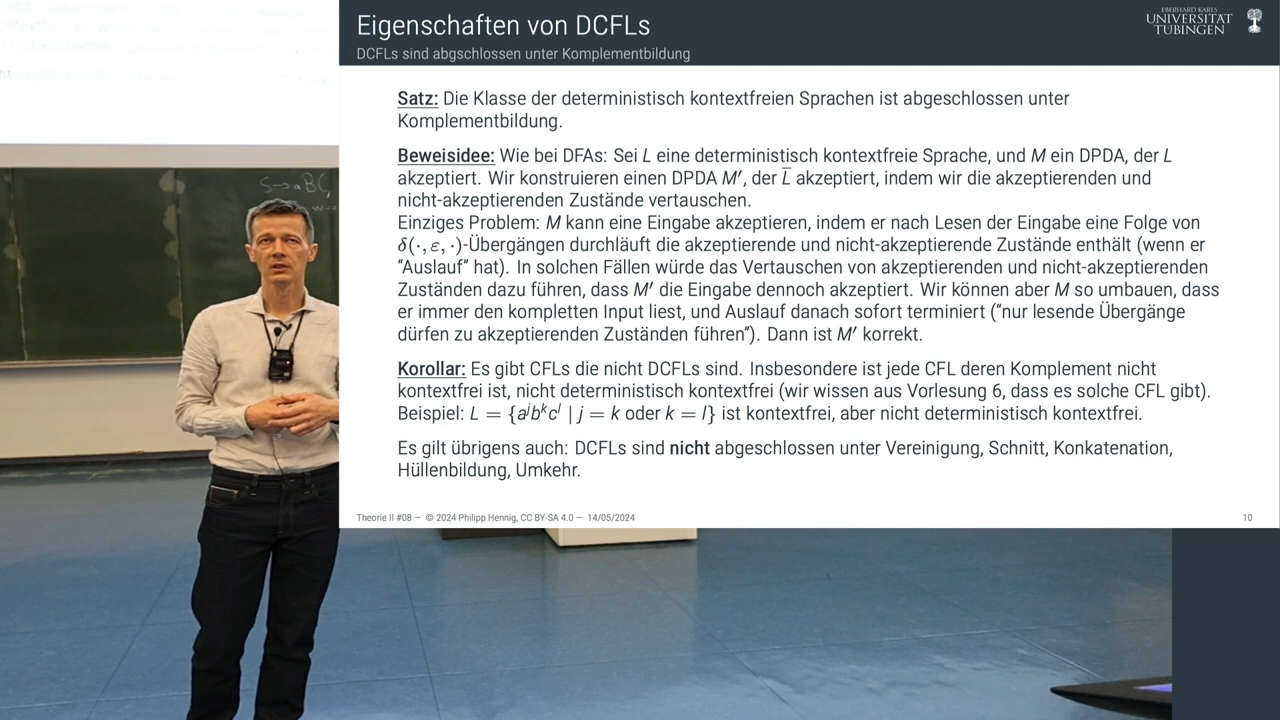 Eigenschaften von DCFLs
DCFLs sind abgschlossen unter Komplementbildung
EBERHARD KARLS
UNIVERSITÄT
TÜBINGEN
Satz: Die Klasse der deterministisch kontextfreien Sprachen ist abgeschlossen unter
Komplementbildung.
Beweisidee: Wie bei DFAs: Sei L eine deterministisch kontextfreie Sprache, und M ein DPDA, der L
akzeptiert. Wir konstruieren einen DPDA M′, der L̅ akzeptiert, indem wir die akzeptierenden und
nicht-akzeptierenden Zustände vertauschen.
Einziges Problem: M kann eine Eingabe akzeptieren, indem er nach Lesen der Eingabe eine Folge von
δ(·, ε, ·)-Übergängen durchläuft die akzeptierende und nicht-akzeptierende Zustände enthält (wenn er
“Auslauf” hat). In solchen Fällen würde das Vertauschen von akzeptierenden und nicht-akzeptierenden
Zuständen dazu führen, dass M′ die Eingabe dennoch akzeptiert. Wir können aber M so umbauen, dass
er immer den kompletten Input liest, und Auslauf danach sofort terminiert (“nur lesende Übergänge
dürfen zu akzeptierenden Zuständen führen”). Dann ist M′ korrekt.
Korollar: Es gibt CFLs die nicht DCFLs sind. Insbesondere ist jede CFL deren Komplement nicht
kontextfrei ist, nicht deterministisch kontextfrei (wir wissen aus Vorlesung 6, dass es solche CFL gibt).
Beispiel: L = {aʲbᵏcˡ | j = k oder k = l} ist kontextfrei, aber nicht deterministisch kontextfrei.
Es gilt übrigens auch: DCFLs sind nicht abgeschlossen unter Vereinigung, Schnitt, Konkatenation,
Hüllenbildung, Umkehr.
Theorie II #08 — © 2024 Philipp Hennig, CC BY-SA 4.0 — 14/05/2024
10
S→aBC